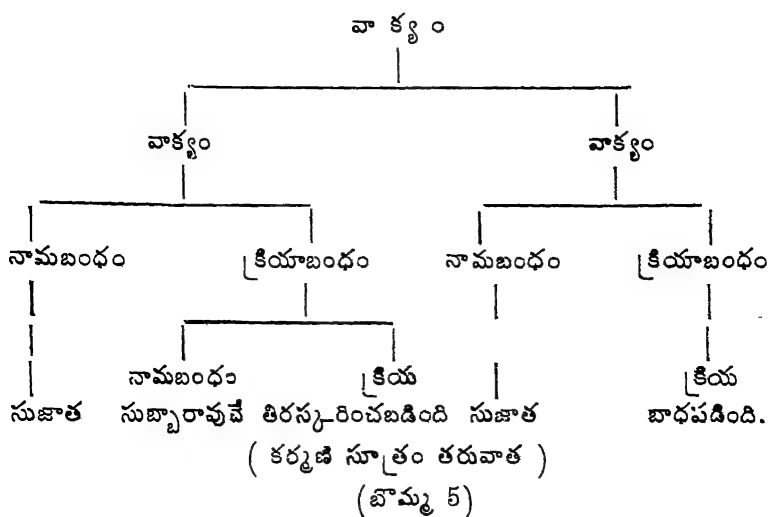 వాక్యం
వాక్యం వాక్యం
నామబంధం క్రియాబంధం నామబంధం క్రియాబంధం
నామబంధం క్రియ క్రియ
సుజాత సుబ్బారావుచే తిరస్కరించబడింది సుజాత బాధపడింది.
( కర్మణి సూత్రం తరువాత )
(బొమ్మ 5)